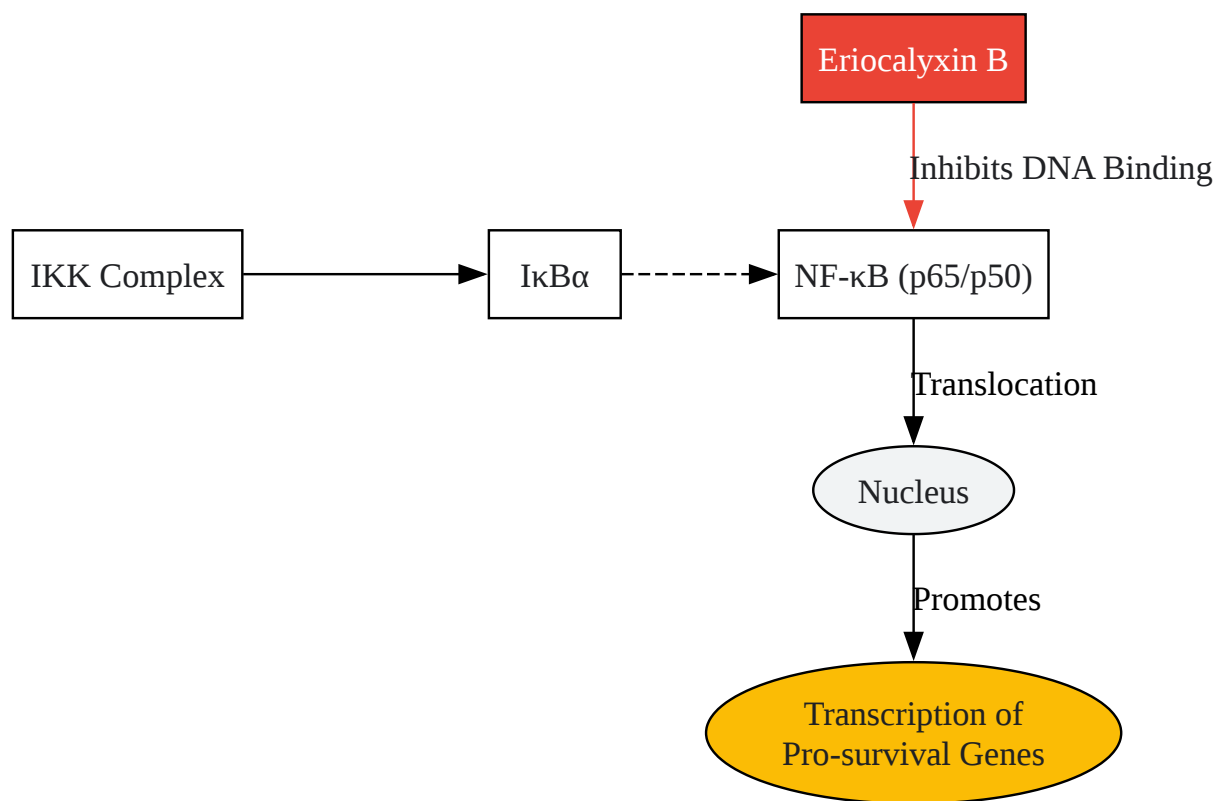 Eriocalyxin B
Inhibits DNA Binding
IKK Complex
IκBα
NF-κB (p65/p50)
Translocation
Nucleus
Promotes
Transcription of
Pro-survival Genes